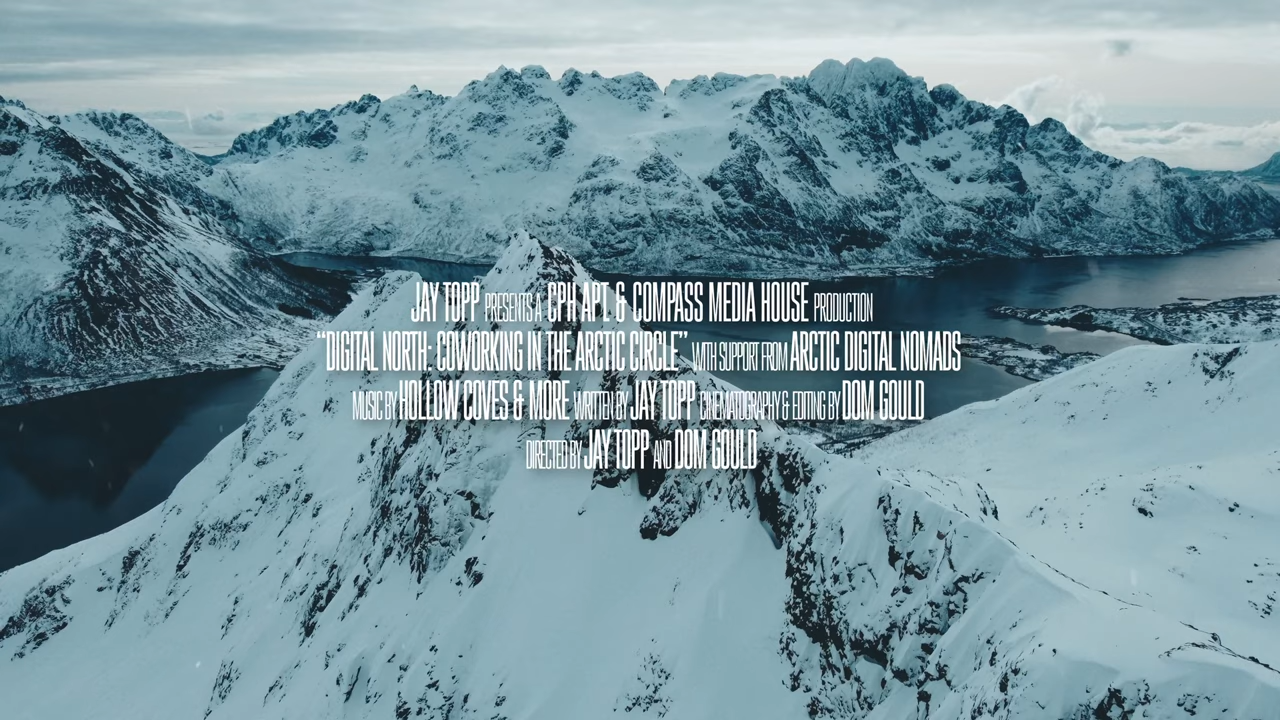 JAY TOPP PRESENTS A CPH APT. & COMPASS MEDIA HOUSE PRODUCTION
“DIGITAL NORTH: COWORKING IN THE ARCTIC CIRCLE” WITH SUPPORT FROM ARCTIC DIGITAL NOMADS
MUSIC BY HOLLOW COVES & MORE WRITTEN BY JAY TOPP CINEMATOGRAPHY & EDITING BY DOM GOULD
DIRECTED BY JAY TOPP AND DOM GOULD